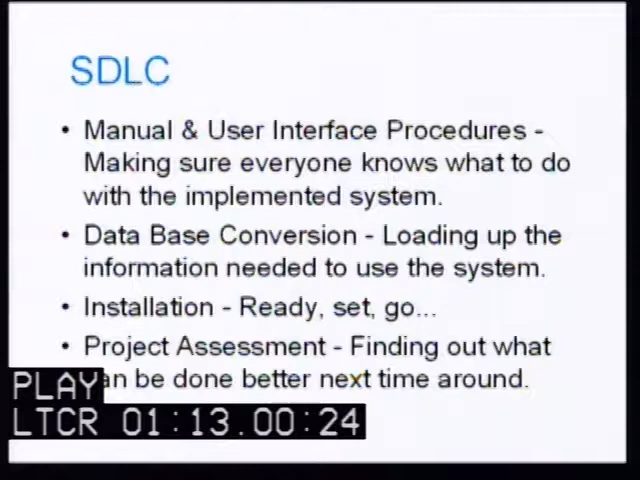 SDLC
• Manual & User Interface Procedures -
Making sure everyone knows what to do
with the implemented system.
• Data Base Conversion - Loading up the
information needed to use the system.
• Installation - Ready, set, go...
• Project Assessment - Finding out what
an be done better next time around.
PLAY
LTCR 01:13.00:24